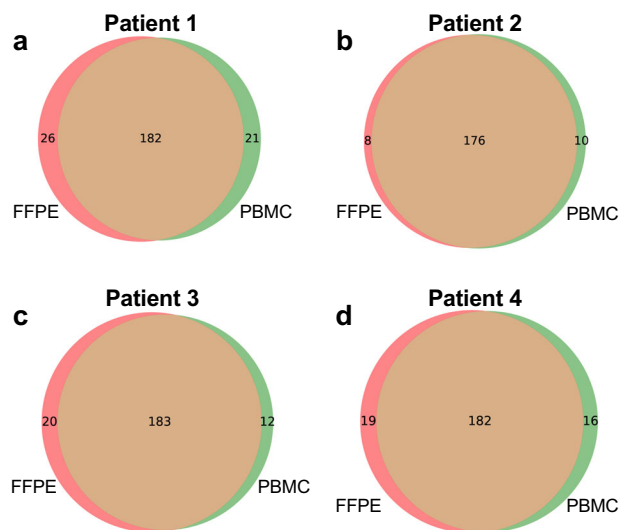 a
Patient 1
26
182
21
FFPE
PBMC
b
Patient 2
8
176
10
FFPE
PBMC
c
Patient 3
20
183
12
FFPE
PBMC
d
Patient 4
19
182
16
FFPE
PBMC